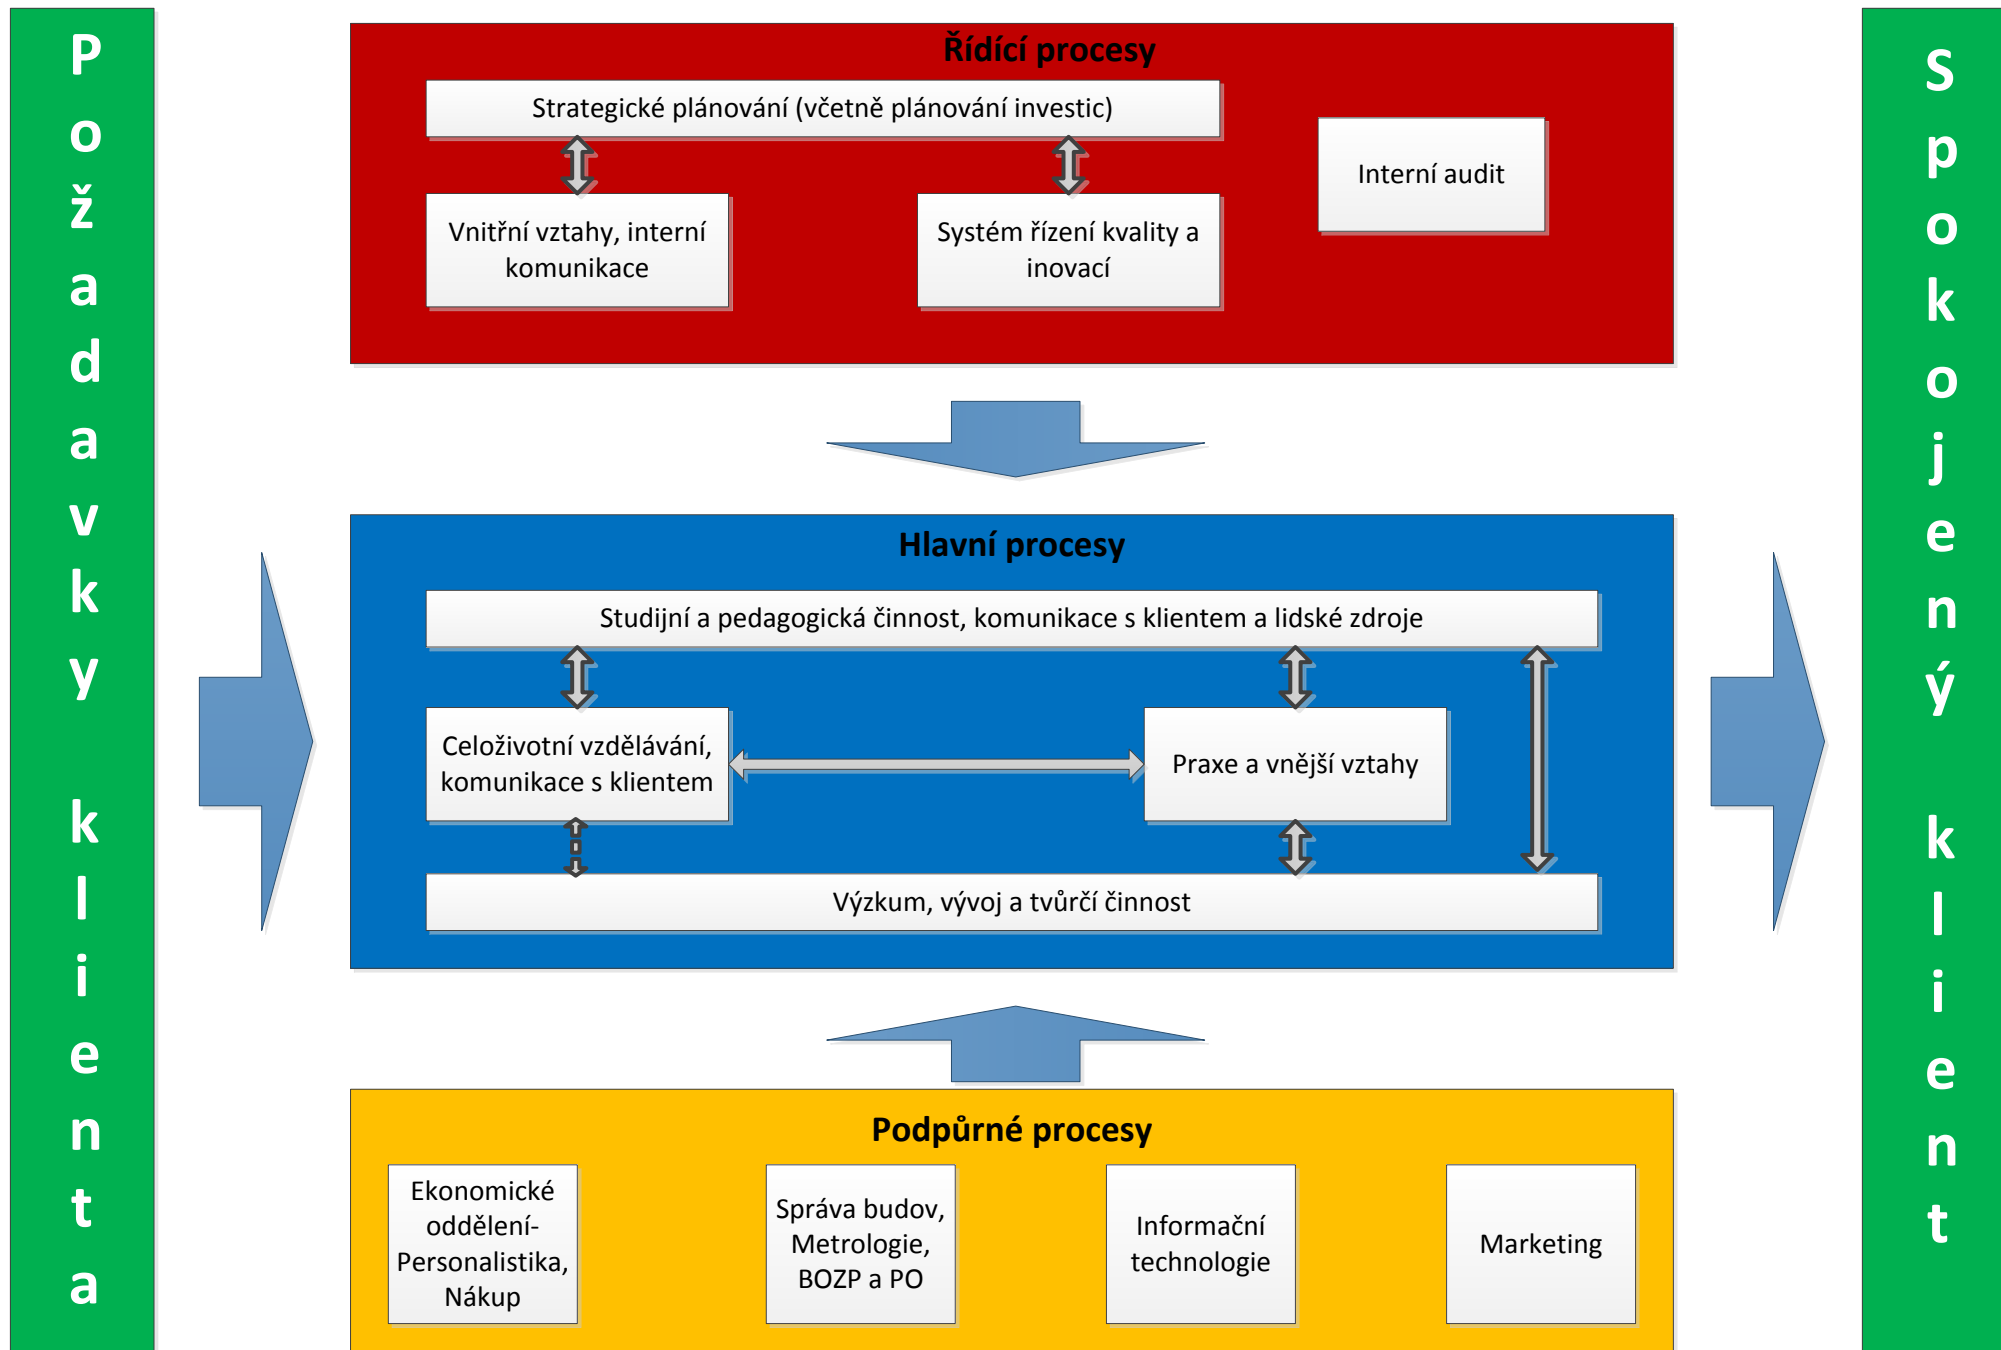 Požadavky klienta
Řídící procesy
Strategické plánování (včetně plánování investic)
Interní audit
Vnitřní vztahy, interní
komunikace
Systém řízení kvality a
inovací
Hlavní procesy
Studijní a pedagogická činnost, komunikace s klientem a lidské zdroje
Celoživotní vzdělávání,
komunikace s klientem
Praxe a vnější vztahy
Výzkum, vývoj a tvůrčí činnost
Podpůrné procesy
Ekonomické
oddělení-
Personalistika,
Nákup
Správa budov,
Metrologie,
BOZP a PO
Informační
technologie
Marketing
Spokojený klient